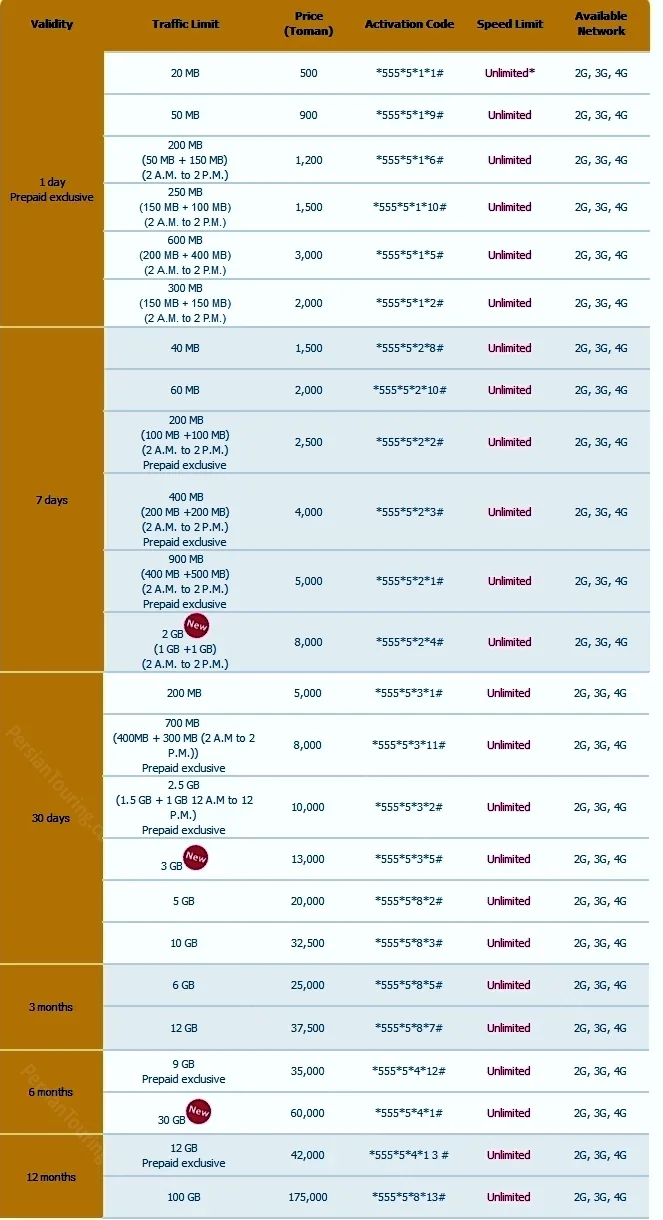 Validity Traffic Limit Price (Toman) Activation Code Speed Limit Available Network
1 day
Prepaid exclusive
20 MB 500 *555*5*1*1# Unlimited* 2G, 3G, 4G
50 MB 900 *555*5*1*9# Unlimited 2G, 3G, 4G
200 MB
(50 MB + 150 MB)
(2 A.M. to 2 P.M.)
1,200 *555*5*1*6# Unlimited 2G, 3G, 4G
250 MB
(150 MB + 100 MB)
(2 A.M. to 2 P.M.)
1,500 *555*5*1*10# Unlimited 2G, 3G, 4G
600 MB
(200 MB + 400 MB)
(2 A.M. to 2 P.M.)
3,000 *555*5*1*5# Unlimited 2G, 3G, 4G
300 MB
(150 MB + 150 MB)
(2 A.M. to 2 P.M.)
2,000 *555*5*1*2# Unlimited 2G, 3G, 4G
7 days
40 MB 1,500 *555*5*2*8# Unlimited 2G, 3G, 4G
60 MB 2,000 *555*5*2*10# Unlimited 2G, 3G, 4G
200 MB
(100 MB +100 MB)
(2 A.M. to 2 P.M.)
Prepaid exclusive
2,500 *555*5*2*2# Unlimited 2G, 3G, 4G
400 MB
(200 MB +200 MB)
(2 A.M. to 2 P.M.)
Prepaid exclusive
4,000 *555*5*2*3# Unlimited 2G, 3G, 4G
900 MB
(400 MB +500 MB)
(2 A.M. to 2 P.M.)
Prepaid exclusive
5,000 *555*5*2*1# Unlimited 2G, 3G, 4G
2 GB New
(1 GB +1 GB)
(2 A.M. to 2 P.M.)
8,000 *555*5*2*4# Unlimited 2G, 3G, 4G
30 days
200 MB 5,000 *555*5*3*1# Unlimited 2G, 3G, 4G
700 MB
(400MB + 300 MB (2 A.M to 2
P.M.))
Prepaid exclusive
8,000 *555*5*3*11# Unlimited 2G, 3G, 4G
2.5 GB
(1.5 GB + 1 GB 12 A.M to 12
P.M.)
Prepaid exclusive
10,000 *555*5*3*2# Unlimited 2G, 3G, 4G
3 GB New 13,000 *555*5*3*5# Unlimited 2G, 3G, 4G
5 GB 20,000 *555*5*8*2# Unlimited 2G, 3G, 4G
10 GB 32,500 *555*5*8*3# Unlimited 2G, 3G, 4G
3 months
6 GB 25,000 *555*5*8*5# Unlimited 2G, 3G, 4G
12 GB 37,500 *555*5*8*7# Unlimited 2G, 3G, 4G
6 months
9 GB
Prepaid exclusive
35,000 *555*5*4*12# Unlimited 2G, 3G, 4G
30 GB New 60,000 *555*5*4*1# Unlimited 2G, 3G, 4G
12 months
12 GB
Prepaid exclusive
42,000 *555*5*4*1 3 # Unlimited 2G, 3G, 4G
100 GB 175,000 *555*5*8*13# Unlimited 2G, 3G, 4G
PersianTouring.c
PersianTouring